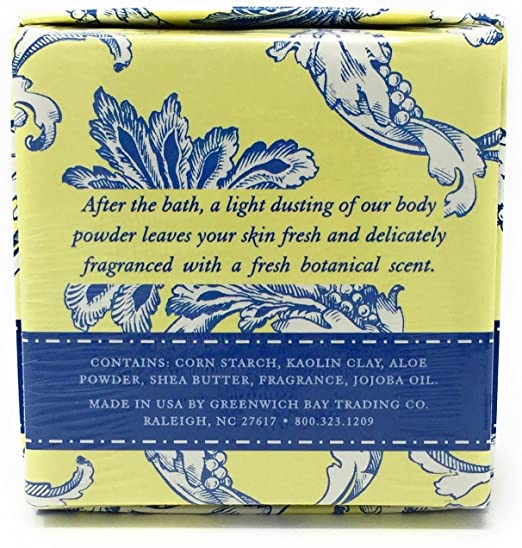 After the bath, a light dusting of our body
powder leaves your skin fresh and delicately
fragranced with a fresh botanical scent.
CONTAINS: CORN STARCH, KAOLIN CLAY, ALOE
POWDER, SHEA BUTTER, FRAGRANCE, JOJOBA OIL.
MADE IN USA BY GREENWICH BAY TRADING CO.
RALEIGH, NC 27617 • 800.323.1209